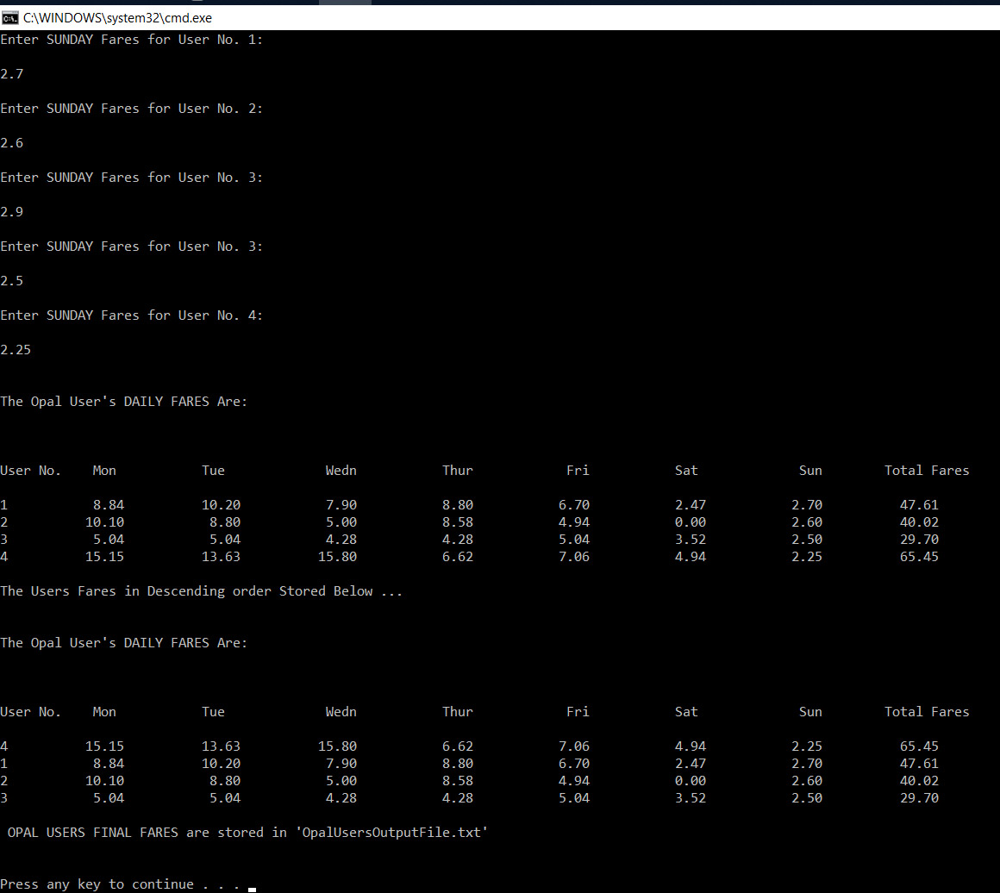 C:\WINDOWS\system32\cmd.exe
Enter SUNDAY Fares for User No. 1:
2.7
Enter SUNDAY Fares for User No. 2:
2.6
Enter SUNDAY Fares for User No. 3:
2.9
Enter SUNDAY Fares for User No. 3:
2.5
Enter SUNDAY Fares for User No. 4:
2.25
The Opal User's DAILY FARES Are:
User No. Mon Tue Wedn Thur Fri Sat Sun Total Fares
1 8.84 10.20 7.90 8.80 6.70 2.47 2.70 47.61
2 10.10 8.80 5.00 8.58 4.94 0.00 2.60 40.02
3 5.04 5.04 4.28 4.28 5.04 3.52 2.50 29.70
4 15.15 13.63 15.80 6.62 7.06 4.94 2.25 65.45
The Users Fares in Descending order Stored Below ...
The Opal User's DAILY FARES Are:
User No. Mon Tue Wedn Thur Fri Sat Sun Total Fares
4 15.15 13.63 15.80 6.62 7.06 4.94 2.25 65.45
1 8.84 10.20 7.90 8.80 6.70 2.47 2.70 47.61
2 10.10 8.80 5.00 8.58 4.94 0.00 2.60 40.02
3 5.04 5.04 4.28 4.28 5.04 3.52 2.50 29.70
OPAL USERS FINAL FARES are stored in 'OpalUsersOutputFile.txt'
Press any key to continue . . .